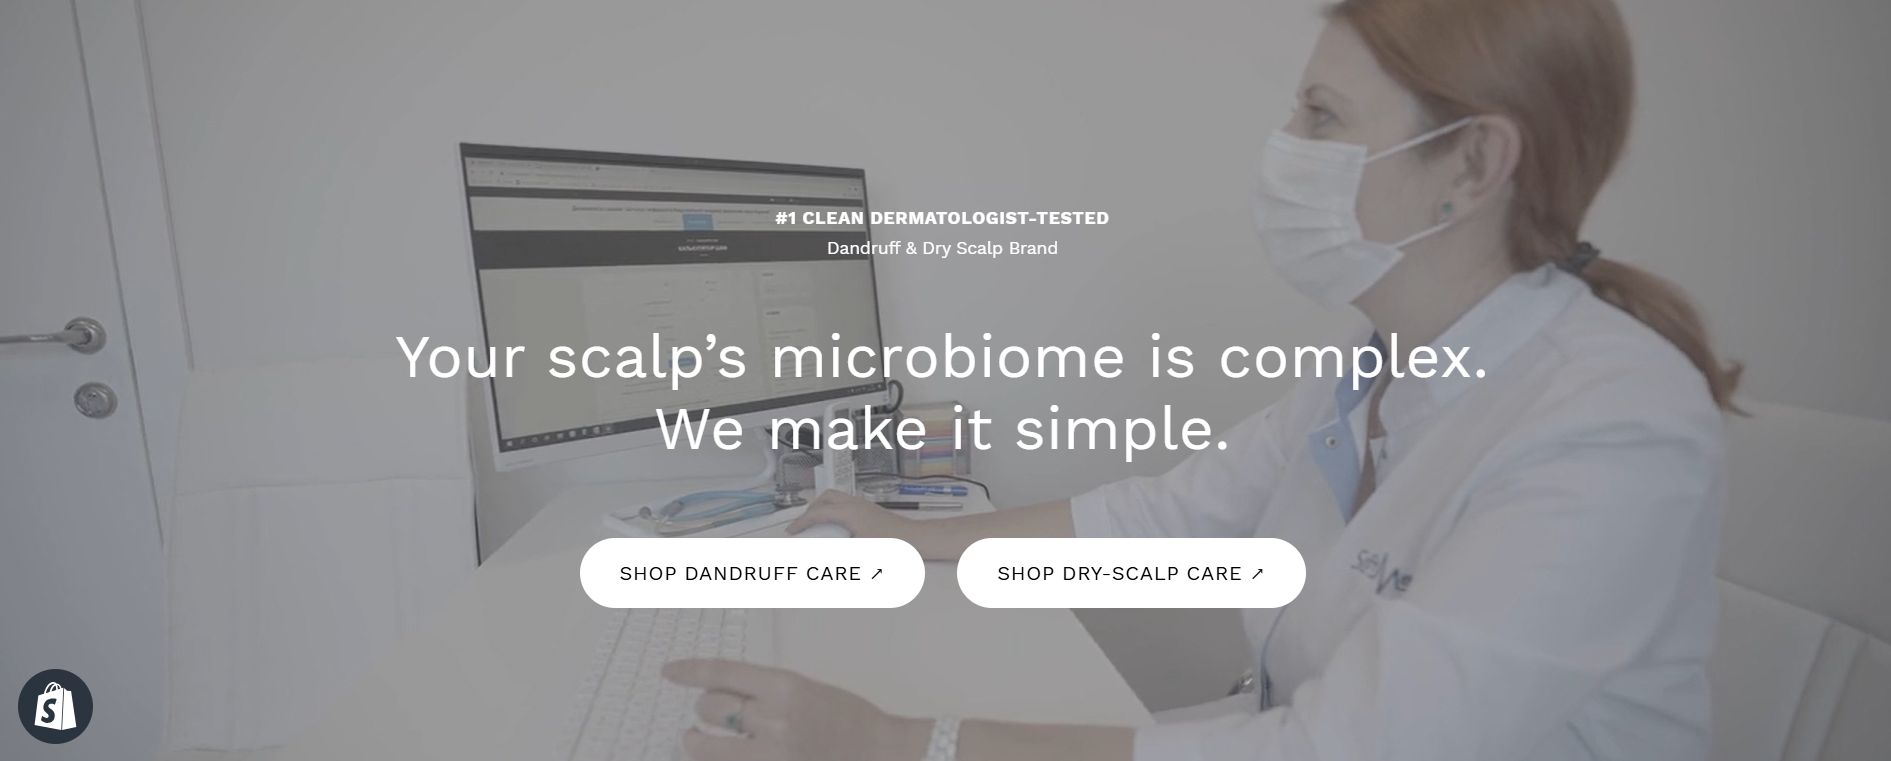 #1 CLEAN DERMATOLOGIST-TESTED
Dandruff & Dry Scalp Brand
Your scalp’s microbiome is complex.
We make it simple.
SHOP DANDRUFF CARE ↗
SHOP DRY-SCALP CARE ↗